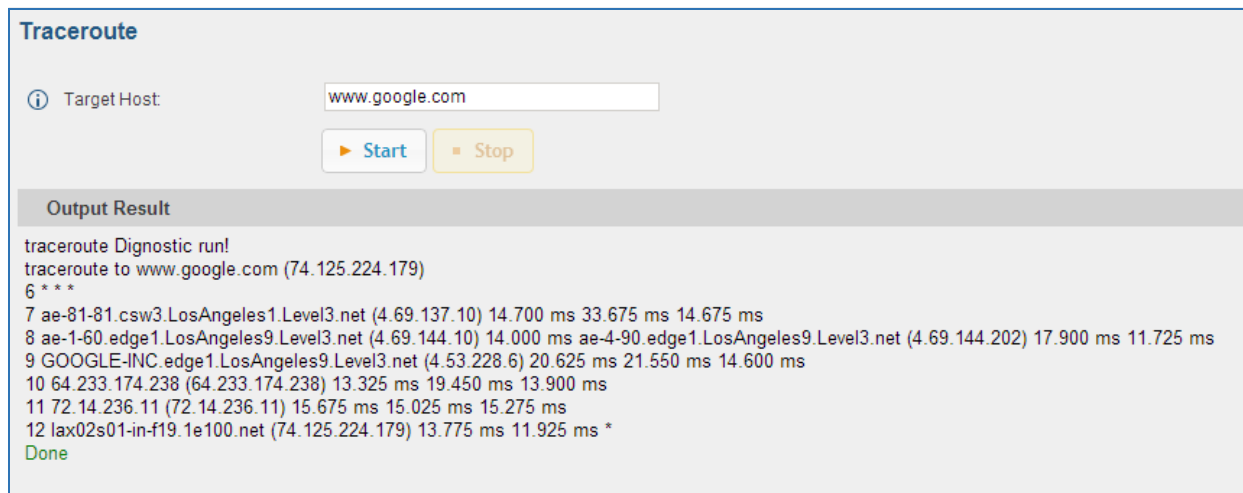 Traceroute
Target Host:
www.google.com
Start
Stop
Output Result
traceroute Dignostic run!
traceroute to www.google.com (74.125.224.179)
6 * * *
7 ae-81-81.csw3.LosAngeles1.Level3.net (4.69.137.10) 14.700 ms 33.675 ms 14.675 ms
8 ae-1-60.edge1.LosAngeles9.Level3.net (4.69.144.10) 14.000 ms ae-4-90.edge1.LosAngeles9.Level3.net (4.69.144.202) 17.900 ms 11.725 ms
9 GOOGLE-INC.edge1.LosAngeles9.Level3.net (4.53.228.6) 20.625 ms 21.550 ms 14.600 ms
10 64.233.174.238 (64.233.174.238) 13.325 ms 19.450 ms 13.900 ms
11 72.14.236.11 (72.14.236.11) 15.675 ms 15.025 ms 15.275 ms
12 lax02s01-in-f19.1e100.net (74.125.224.179) 13.775 ms 11.925 ms *
Done